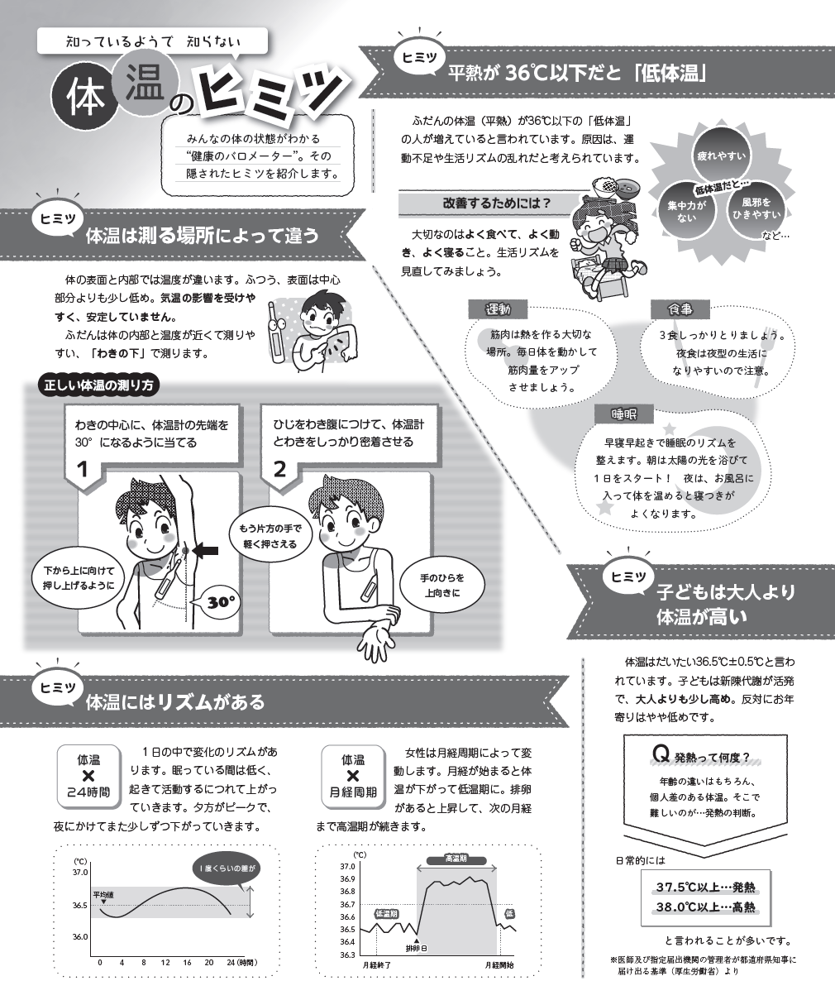 知っているようで 知らない
体温のヒミツ
みんなの体の状態がわかる
“健康のバロメーター”。その
隠されたヒミツを紹介します。
ヒミツ
体温は測る場所によって違う
体の表面と内部では温度が違います。ふつう、表面は中心
部分よりも少し低め。気温の影響を受けや
すく、安定していません。
ふだんは体の内部と温度が近くて測りや
すい、「わきの下」で測ります。
正しい体温の測り方
わきの中心に、体温計の先端を
30°になるように当てる
1
下から上に向けて
押し上げるように
30°
ひじをわき腹につけて、体温計
とわきをしっかり密着させる
2
もう片方の手で
軽く押さえる
手のひらを
上向きに
ヒミツ
平熱が 36℃以下だと「低体温」
ふだんの体温（平熱）が36℃以下の「低体温」
の人が増えていると言われています。原因は、運
動不足や生活リズムの乱れだと考えられています。
低体温だと…
疲れやすい
集中力が
ない
風邪を
ひきやすい
など…
改善するためには？
大切なのはよく食べて、よく動
き、よく寝ること。生活リズムを
見直してみましょう。
運動
筋肉は熱を作る大切な
場所。毎日体を動かして
筋肉量をアップ
させましょう。
食事
３食しっかりとりましょう。
夜食は夜型の生活に
なりやすいので注意。
睡眠
早寝早起きで睡眠のリズムを
整えます。朝は太陽の光を浴びて
１日をスタート！　夜は、お風呂に
入って体を温めると寝つきが
よくなります。
ヒミツ
体温にはリズムがある
体温
×
24時間
１日の中で変化のリズムがあ
ります。眠っている間は低く、
起きて活動するにつれて上がっ
ていきます。夕方がピークで、
夜にかけてまた少しずつ下がっていきます。
(℃)
37.0
36.5
36.0
平均値
１度くらいの差が
0 4 8 12 16 20 24（時間）
体温
×
月経周期
女性は月経周期によって変
動します。月経が始まると体
温が下がって低温期に。排卵
があると上昇して、次の月経
まで高温期が続きます。
(℃)
37.0
36.9
36.8
36.7
36.6
36.5
36.4
36.3
高温期
低温期
低
排卵日
月経終了
月経開始
ヒミツ
子どもは大人より
体温が高い
体温はだいたい36.5℃±0.5℃と言わ
れています。子どもは新陳代謝が活発
で、大人よりも少し高め。反対にお年
寄りはやや低めです。
Q 発熱って何度？
年齢の違いはもちろん、
個人差のある体温。そこで
難しいのが…発熱の判断。
日常的には
37.5℃以上…発熱
38.0℃以上…高熱
と言われることが多いです。
※医師及び指定届出機関の管理者が都道府県知事に
届け出る基準（厚生労働省）より